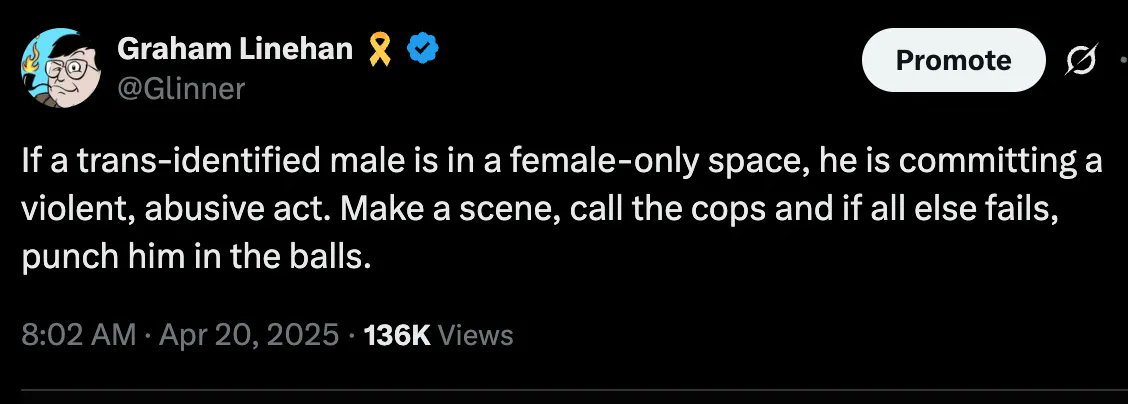 Graham Linehan 🎗
@Glinner
Promote
If a trans-identified male is in a female-only space, he is committing a
violent, abusive act. Make a scene, call the cops and if all else fails,
punch him in the balls.
8:02 AM · Apr 20, 2025 · 136K Views